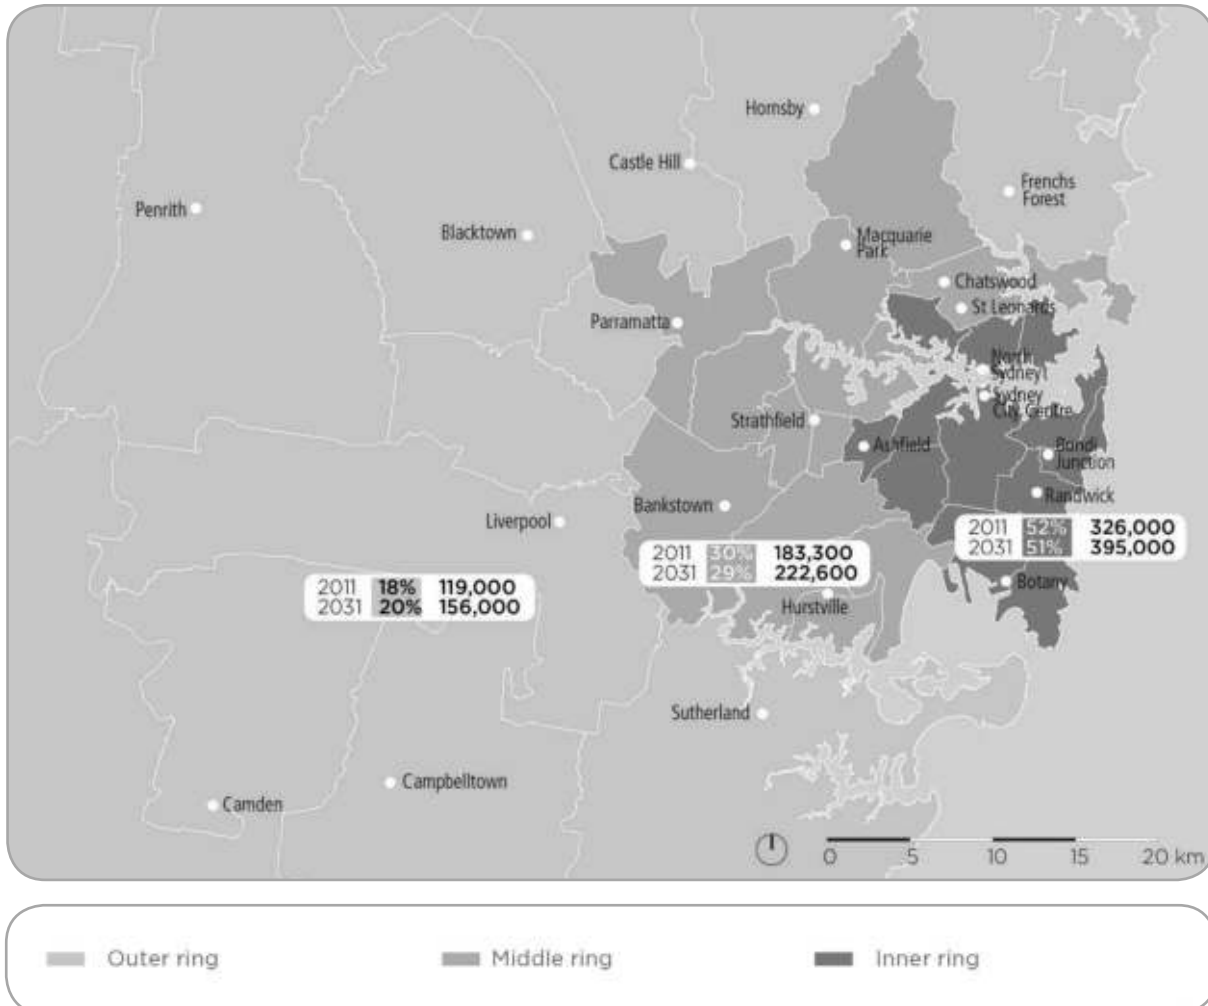 Hornsby
Castle Hill
Frenchs
Forest
Penrith
Blacktown
Macquarie
Park
Chatswood
St Leonards
Parramatta
North
Sydney
Sydney
City Centre
Strathfield
Ashfield
Bondi
Junction
Randwick
Bankstown
Liverpool
2011 52% 326,000
2031 51% 395,000
2011 30% 183,300
2031 29% 222,600
2011 18% 119,000
2031 20% 156,000
Botany
Hurstville
Sutherland
Campbelltown
Camden
0 5 10 15 20 km
Outer ring Middle ring Inner ring